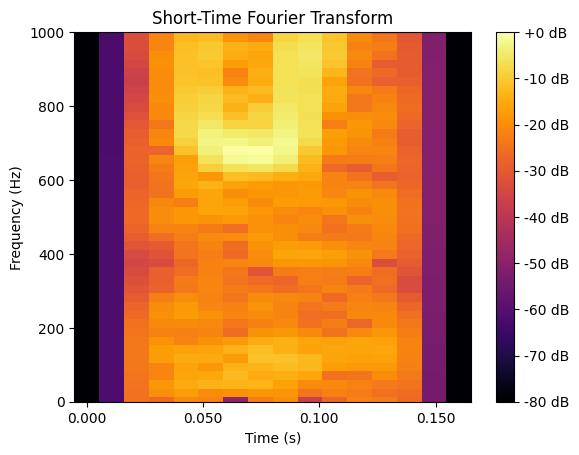 Short-Time Fourier Transform
1000
800
600
400
200
0
Frequency (Hz)
0.000
0.050
0.100
0.150
Time (s)
+0 dB
-10 dB
-20 dB
-30 dB
-40 dB
-50 dB
-60 dB
-70 dB
-80 dB